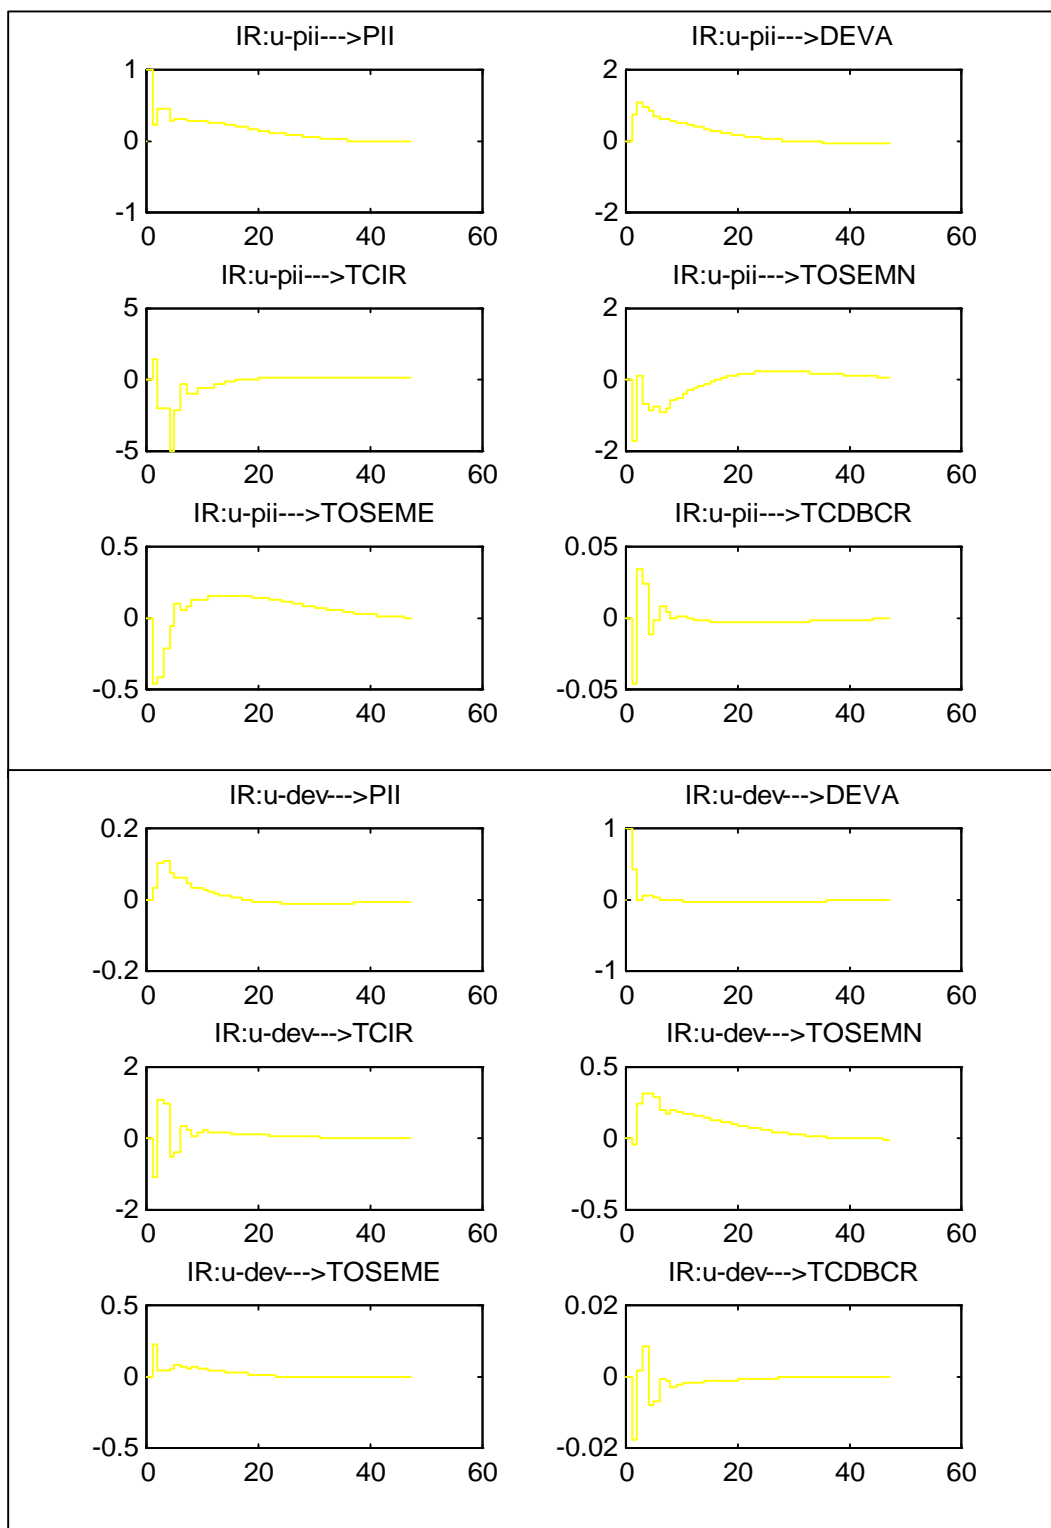 IR:u-pii--->PII IR:u-pii--->DEVA
1 2
0 0
-1 -2
0 20 40 60 0 20 40 60
IR:u-pii--->TCIR IR:u-pii--->TOSEMN
5 2
0 0
-5 -2
0 20 40 60 0 20 40 60
IR:u-pii--->TOSEME IR:u-pii--->TCDBCR
0.5 0.05
0 0
-0.5 -0.05
0 20 40 60 0 20 40 60
IR:u-dev--->PII IR:u-dev--->DEVA
0.2 1
0 0
-0.2 -1
0 20 40 60 0 20 40 60
IR:u-dev--->TCIR IR:u-dev--->TOSEMN
2 0.5
0 0
-2 -0.5
0 20 40 60 0 20 40 60
IR:u-dev--->TOSEME IR:u-dev--->TCDBCR
0.5 0.02
0 0
-0.5 -0.02
0 20 40 60 0 20 40 60